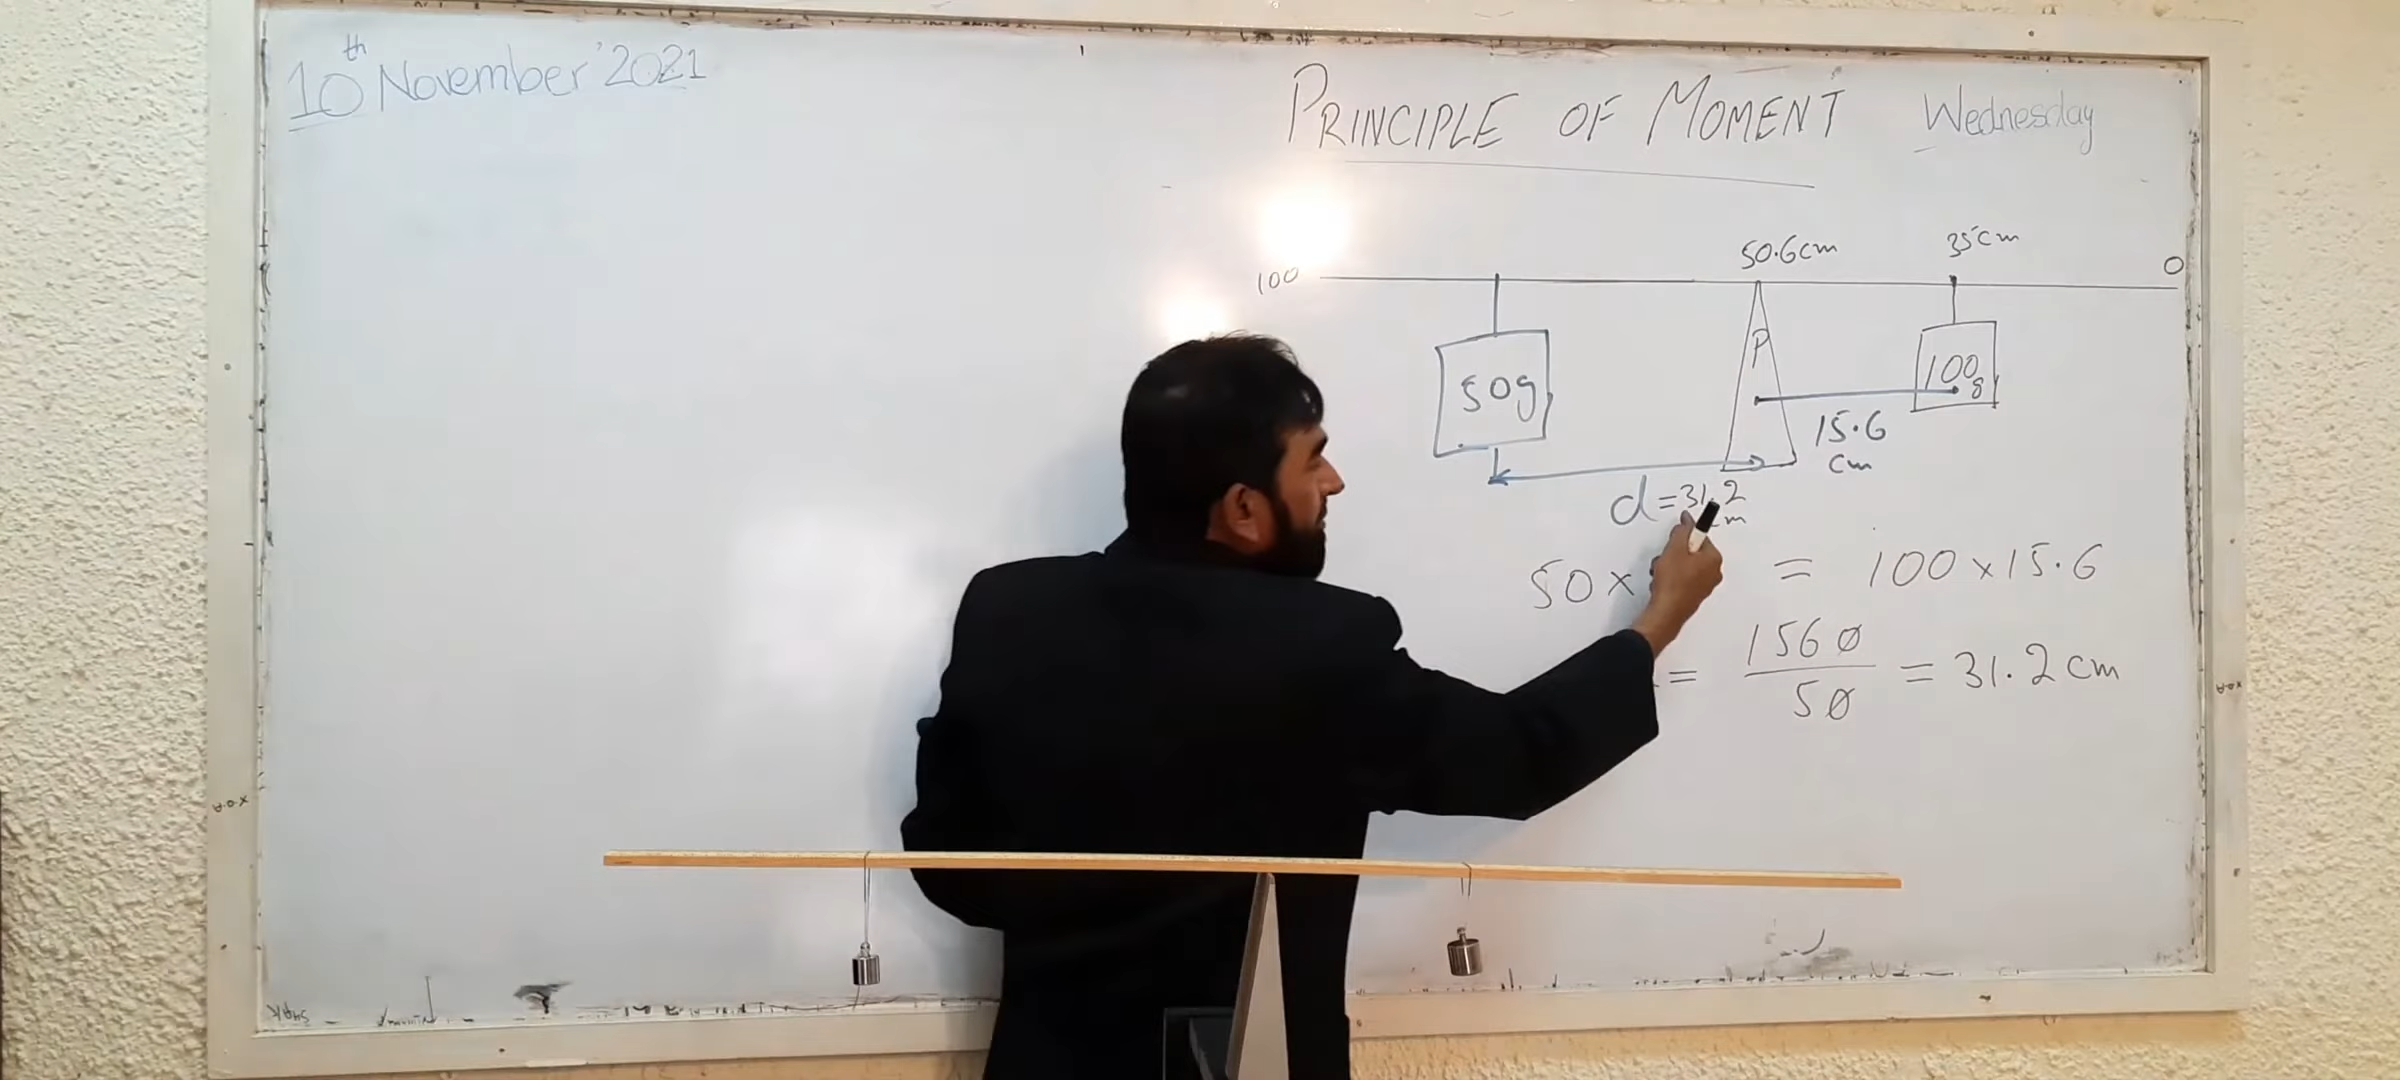 10th November '2021
PRINCIPLE OF MOMENT
Wednesday
50.6cm
35cm
100
0
P
50g
100g
15.6
cm
d=31.2
cm
50 × = 100 × 15.6
= 1560/50 = 31.2 cm